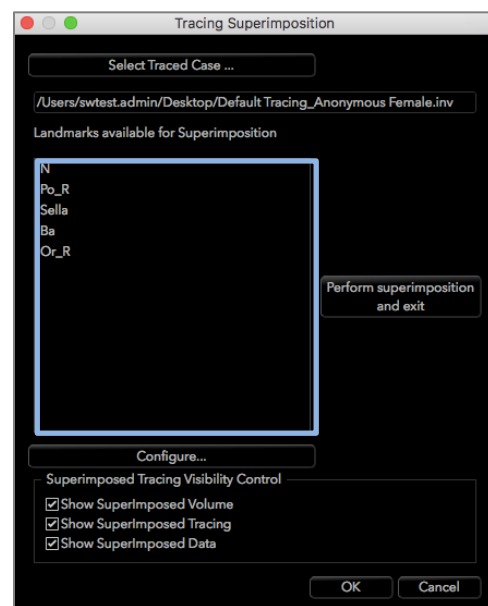 Tracing Superimposition
Select Traced Case ...
/Users/swtest.admin/Desktop/Default Tracing_Anonymous Female.inv
Landmarks available for Superimposition
N
Po_R
Sella
Ba
Or_R
Perform superimposition
and exit
Configure...
Superimposed Tracing Visibility Control
Show SuperImposed Volume
Show SuperImposed Tracing
Show SuperImposed Data
OK
Cancel